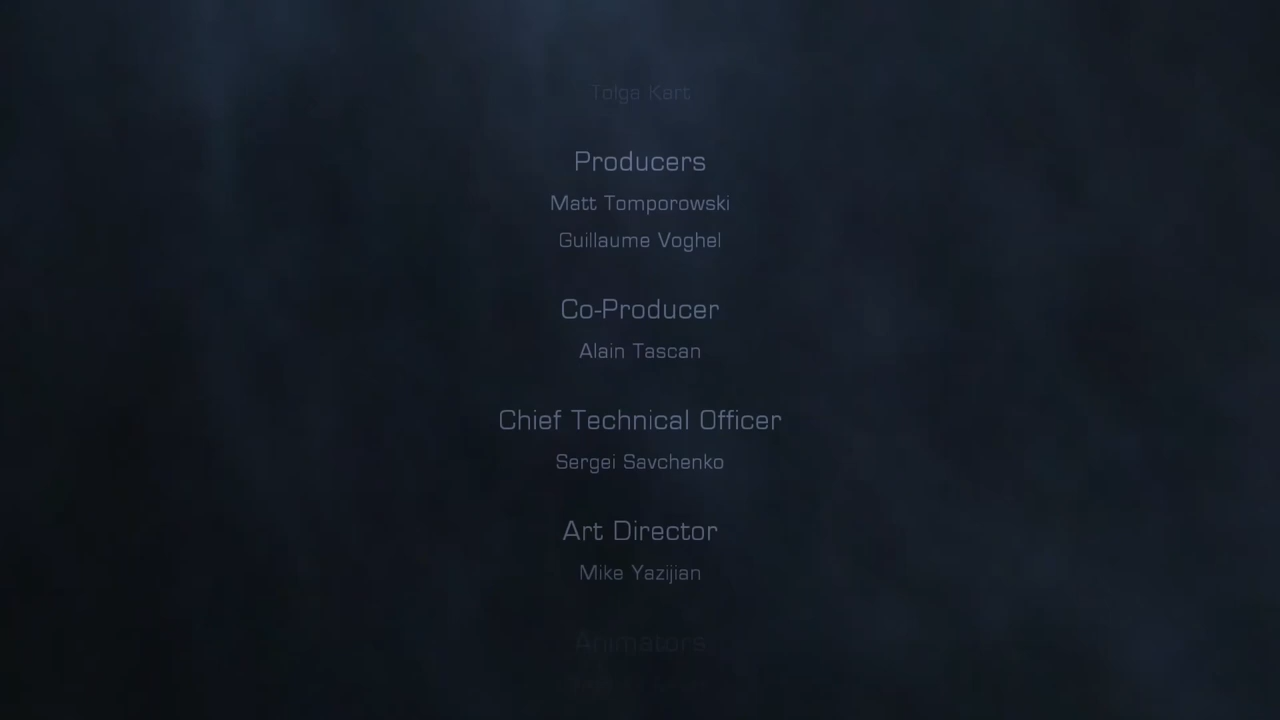 Tolga Kart
Producers
Matt Tomporowski
Guillaume Voghel
Co-Producer
Alain Tascan
Chief Technical Officer
Sergei Savchenko
Art Director
Mike Yazijian
Animators